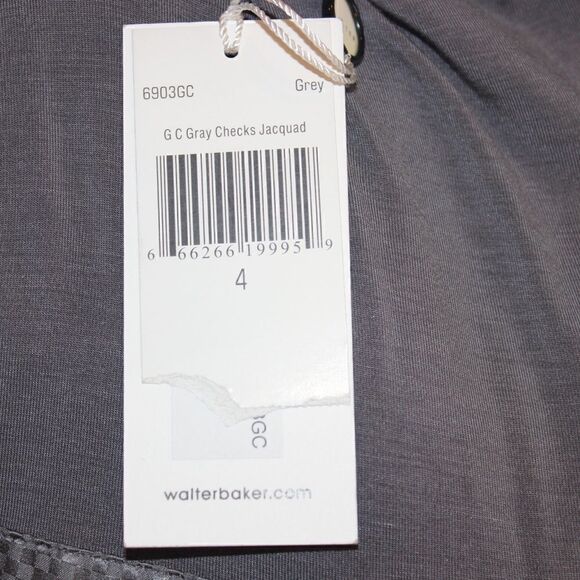 6903GC Grey
G C Gray Checks Jacquad
6 66266 19995 9
4
3GC
walterbaker.com